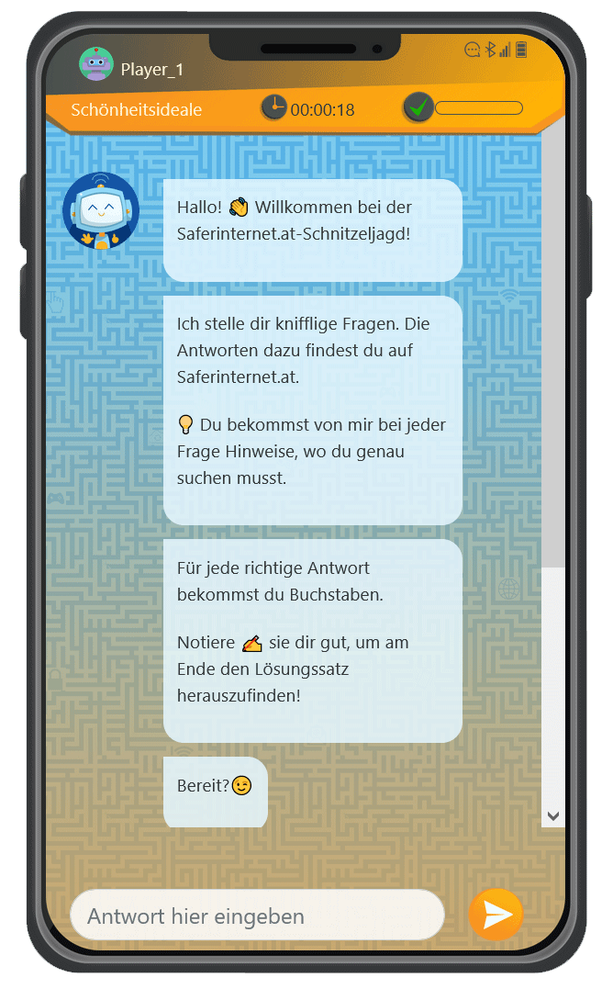 Player_1
Schönheitsideale
00:00:18
Hallo! 👋 Willkommen bei der
Saferinternet.at-Schnitzeljagd!
Ich stelle dir knifflige Fragen. Die
Antworten dazu findest du auf
Saferinternet.at.
💡 Du bekommst von mir bei jeder
Frage Hinweise, wo du genau
suchen musst.
Für jede richtige Antwort
bekommst du Buchstaben.
Notiere ✍ sie dir gut, um am
Ende den Lösungssatz
herauszufinden!
Bereit?😉
Antwort hier eingeben